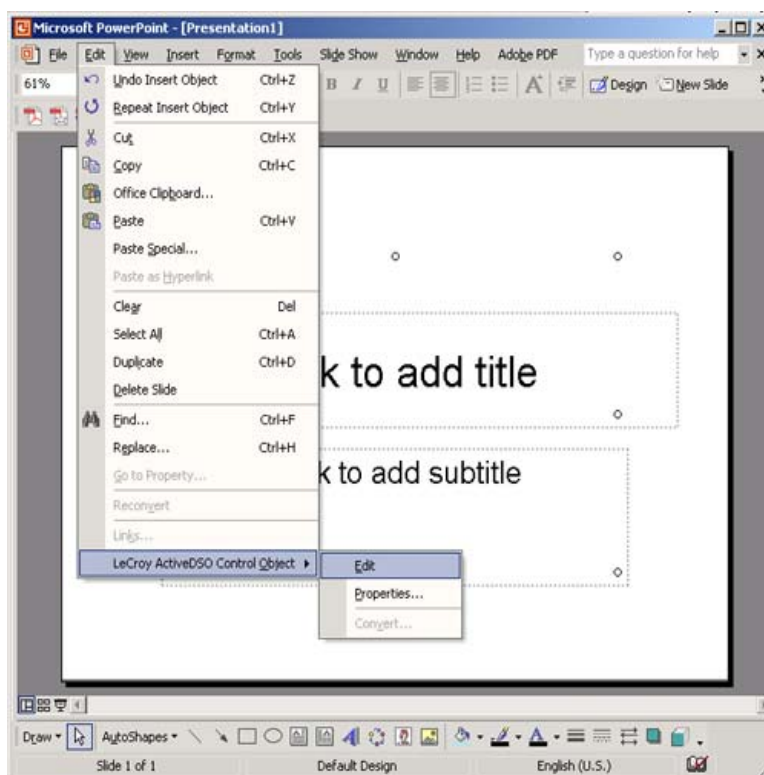 Microsoft PowerPoint - [Presentation1]
File Edit View Insert Format Tools Slide Show Window Help Adobe PDF Type a question for help
61% B I U A Design New Slide
Undo Insert Object Ctrl+Z
Repeat Insert Object Ctrl+Y
Cut Ctrl+X
Copy Ctrl+C
Office Clipboard...
Paste Ctrl+V
Paste Special...
Paste as Hyperlink
Clear Del
Select All Ctrl+A
Duplicate Ctrl+D
Delete Slide
Find... Ctrl+F
Replace... Ctrl+H
Go to Property...
Reconvert
Links...
LeCroy ActiveDSO Control Object
Edit
Properties...
Convert...
k to add title
k to add subtitle
Draw AutoShapes A A
Slide 1 of 1 Default Design English (U.S.)